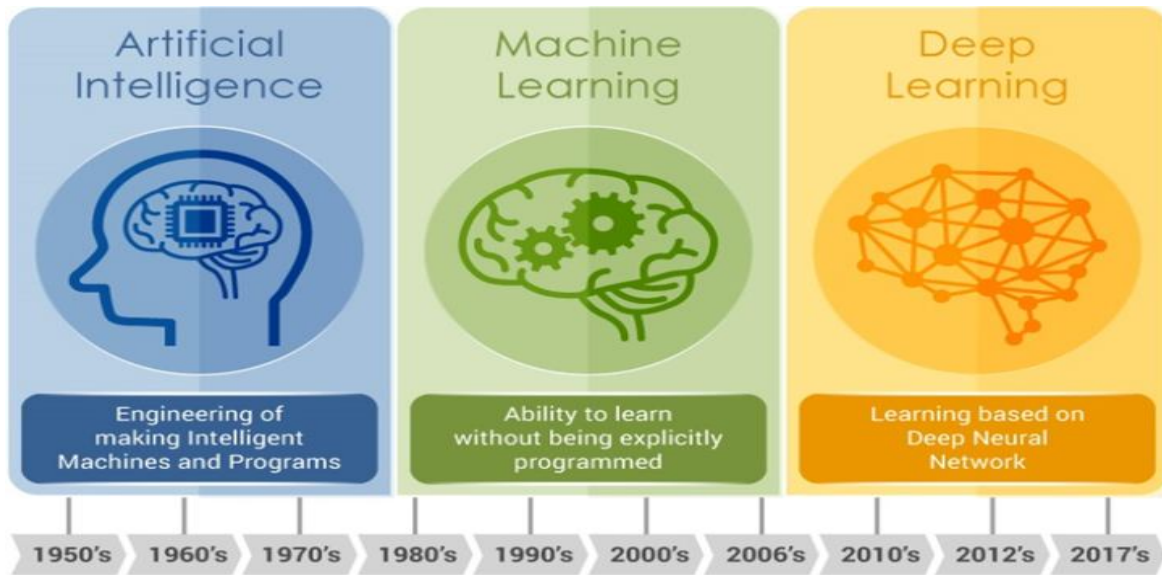 Artificial
Intelligence
Engineering of
making Intelligent
Machines and Programs
Machine
Learning
Ability to learn
without being explicitly
programmed
Deep
Learning
Learning based on
Deep Neural
Network
1950's 1960's 1970's 1980's 1990's 2000's 2006's 2010's 2012's 2017's